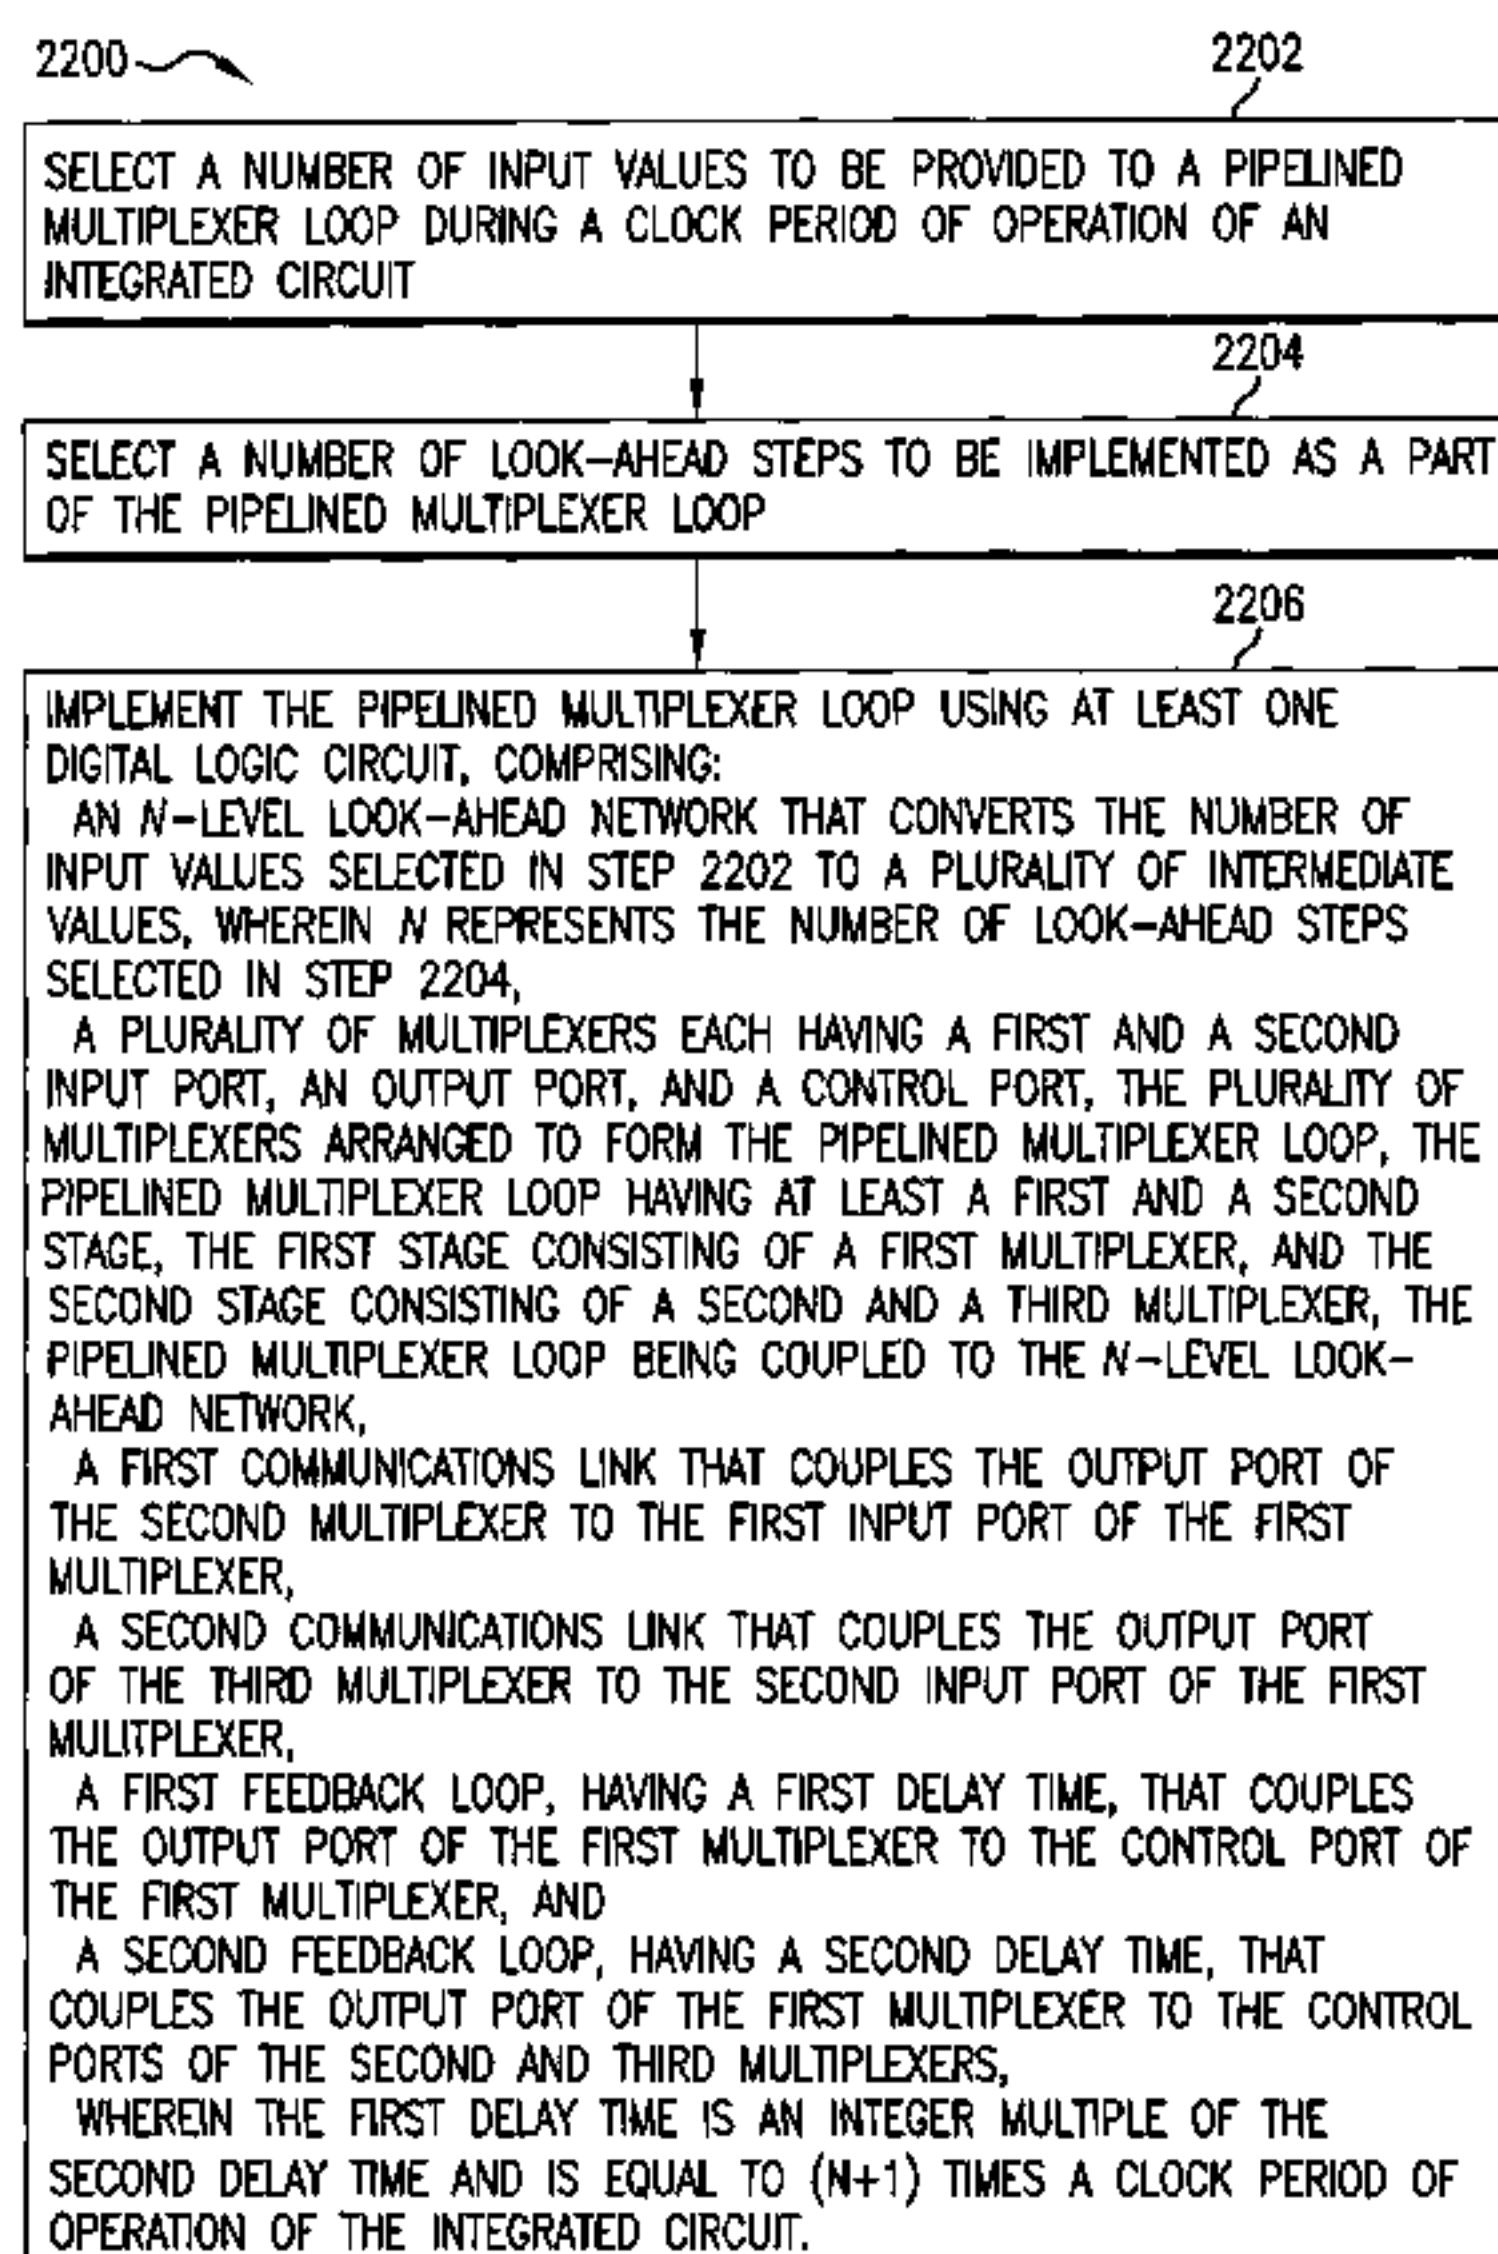 2200
2202
SELECT A NUMBER OF INPUT VALUES TO BE PROVIDED TO A PIPELINED
MULTIPLEXER LOOP DURING A CLOCK PERIOD OF OPERATION OF AN
INTEGRATED CIRCUIT
2204
SELECT A NUMBER OF LOOK-AHEAD STEPS TO BE IMPLEMENTED AS A PART
OF THE PIPELINED MULTIPLEXER LOOP
2206
IMPLEMENT THE PIPELINED MULTIPLEXER LOOP USING AT LEAST ONE
DIGITAL LOGIC CIRCUIT, COMPRISING:
AN N-LEVEL LOOK-AHEAD NETWORK THAT CONVERTS THE NUMBER OF
INPUT VALUES SELECTED IN STEP 2202 TO A PLURALITY OF INTERMEDIATE
VALUES, WHEREIN N REPRESENTS THE NUMBER OF LOOK-AHEAD STEPS
SELECTED IN STEP 2204,
A PLURALITY OF MULTIPLEXERS EACH HAVING A FIRST AND A SECOND
INPUT PORT, AN OUTPUT PORT, AND A CONTROL PORT, THE PLURALITY OF
MULTIPLEXERS ARRANGED TO FORM THE PIPELINED MULTIPLEXER LOOP, THE
PIPELINED MULTIPLEXER LOOP HAVING AT LEAST A FIRST AND A SECOND
STAGE, THE FIRST STAGE CONSISTING OF A FIRST MULTIPLEXER, AND THE
SECOND STAGE CONSISTING OF A SECOND AND A THIRD MULTIPLEXER, THE
PIPELINED MULTIPLEXER LOOP BEING COUPLED TO THE N-LEVEL LOOK-
AHEAD NETWORK,
A FIRST COMMUNICATIONS LINK THAT COUPLES THE OUTPUT PORT OF
THE SECOND MULTIPLEXER TO THE FIRST INPUT PORT OF THE FIRST
MULTIPLEXER,
A SECOND COMMUNICATIONS LINK THAT COUPLES THE OUTPUT PORT
OF THE THIRD MULTIPLEXER TO THE SECOND INPUT PORT OF THE FIRST
MULITPLEXER,
A FIRST FEEDBACK LOOP, HAVING A FIRST DELAY TIME, THAT COUPLES
THE OUTPUT PORT OF THE FIRST MULTIPLEXER TO THE CONTROL PORT OF
THE FIRST MULTIPLEXER, AND
A SECOND FEEDBACK LOOP, HAVING A SECOND DELAY TIME, THAT
COUPLES THE OUTPUT PORT OF THE FIRST MULTIPLEXER TO THE CONTROL
PORTS OF THE SECOND AND THIRD MULTIPLEXERS,
WHEREIN THE FIRST DELAY TIME IS AN INTEGER MULTIPLE OF THE
SECOND DELAY TIME AND IS EQUAL TO (N+1) TIMES A CLOCK PERIOD OF
OPERATION OF THE INTEGRATED CIRCUIT.